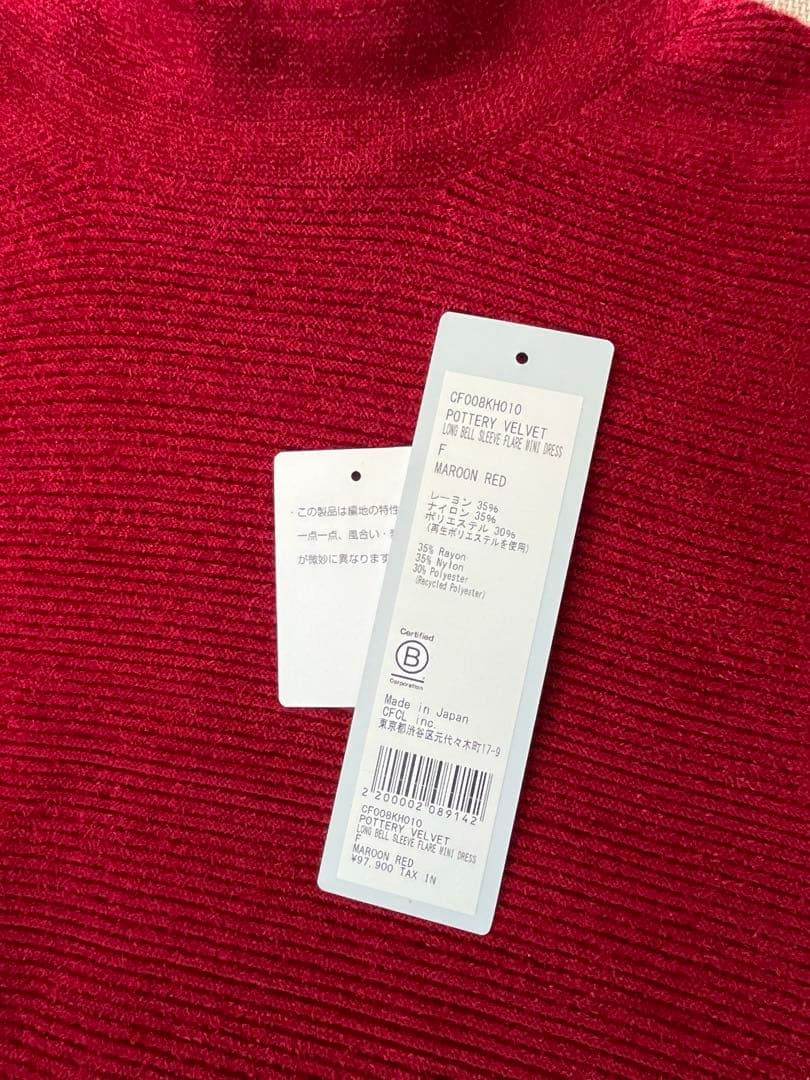 ・この製品は編地の特性
一点一点、風合い・
が微妙に異なります
CF008KH010
POTTERY VELVET
LONG BELL SLEEVE FLARE MINI DRESS
F
MAROON RED
レーヨン 35%
ナイロン 35%
ポリエステル 30%
(再生ポリエステルを使用)
35% Rayon
35% Nylon
30% Polyester
(Recycled Polyester)
Certified
B
Corporation
Made in Japan
CFCL inc.
東京都渋谷区元代々木町17-9
2 200002 089142
CF008KH010
POTTERY VELVET
LONG BELL SLEEVE FLARE MINI DRESS
F
MAROON RED
¥97,900 TAX IN